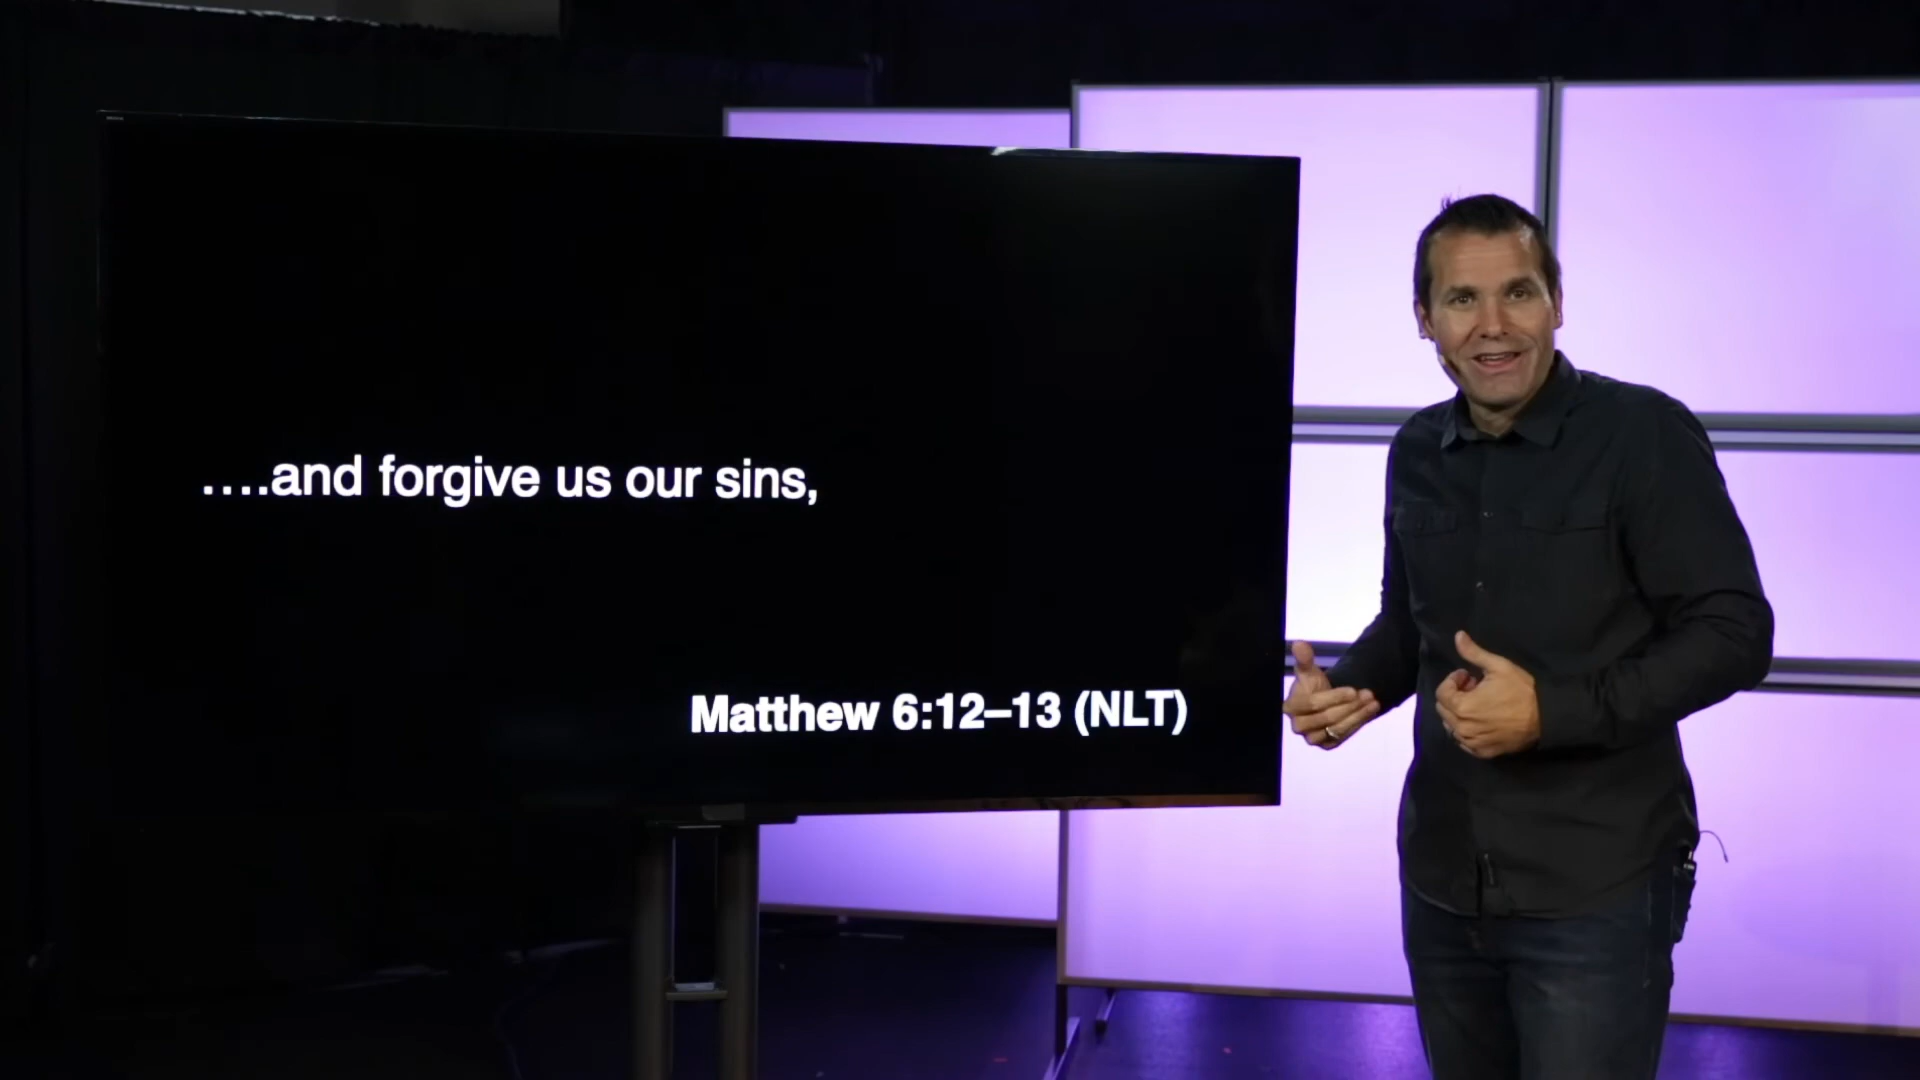 ….and forgive us our sins,
Matthew 6:12–13 (NLT)